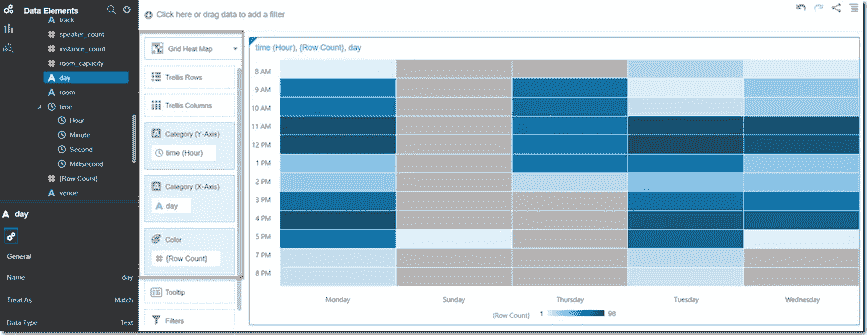 Data Elements
track
speaker_count
instance_count
room_capacity
day
room
time
Hour
Minute
Second
Millisecond
{Row Count}
venue
day
General
Name day
Treat As Match
Data Type Text
Click here or drag data to add a filter
Grid Heat Map
Trellis Rows
Trellis Columns
Category (Y-Axis)
time (Hour)
Category (X-Axis)
day
Color
{Row Count}
Tooltip
Filters
time (Hour), {Row Count}, day
8 AM
9 AM
10 AM
11 AM
12 PM
1 PM
2 PM
3 PM
4 PM
5 PM
7 PM
8 PM
Monday Sunday Thursday Tuesday Wednesday
{Row Count} 1 98